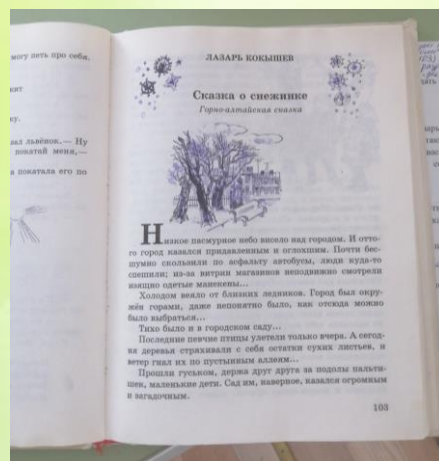 могу петь про себя,
жит
ку.
зал львёнок.— Ну
покатай меня,—
а покатала его по
ЛАЗАРЬ КОКЫШЕВ
Сказка о снежинке
Горно-алтайская сказка
Низкое пасмурное небо висело над городом. И отто-
го город казался придавленным и оглохшим. Почти бес-
шумно скользили по асфальту автобусы, люди куда-то
спешили; из-за витрин магазинов неподвижно смотрели
изящно одетые манекены...
Холодом веяло от близких ледников. Город был окру-
жён горами, даже непонятно было, как отсюда можно
было выбраться...
Тихо было и в городском саду...
Последние певчие птицы улетели только вчера. А сегод-
ня деревья стряхивали с себя остатки сухих листьев, и
ветер гнал их по пустынным аллеям...
Прошли гуськом, держа друг друга за подолы пальти-
шек, маленькие дети. Сад им, наверное, казался огромным
и загадочным.
103